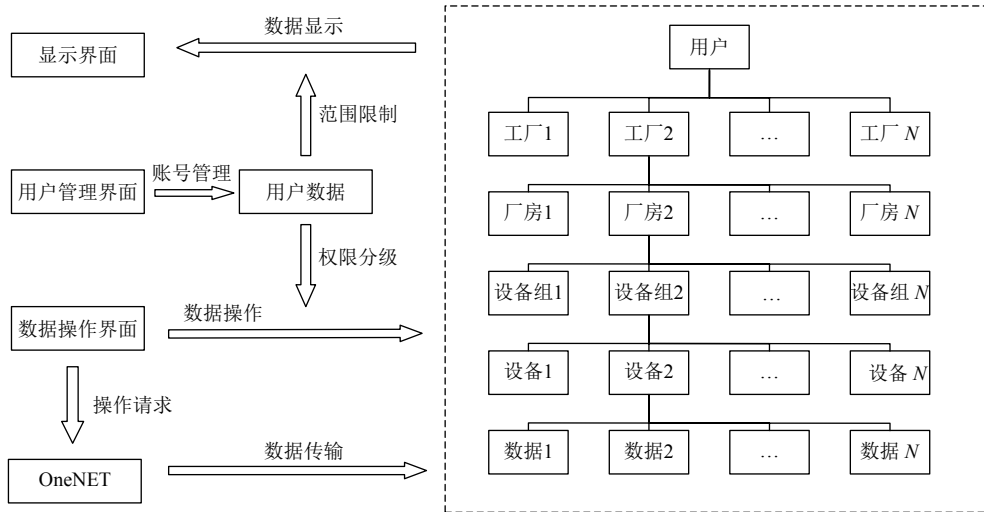 数据显示
显示界面
范围限制
用户管理界面
账号管理
用户数据
权限分级
数据操作界面
数据操作
操作请求
OneNET
数据传输
用户
工厂1 工厂2 … 工厂 N
厂房1 厂房2 … 厂房 N
设备组1 设备组2 … 设备组 N
设备1 设备2 … 设备 N
数据1 数据2 … 数据 N